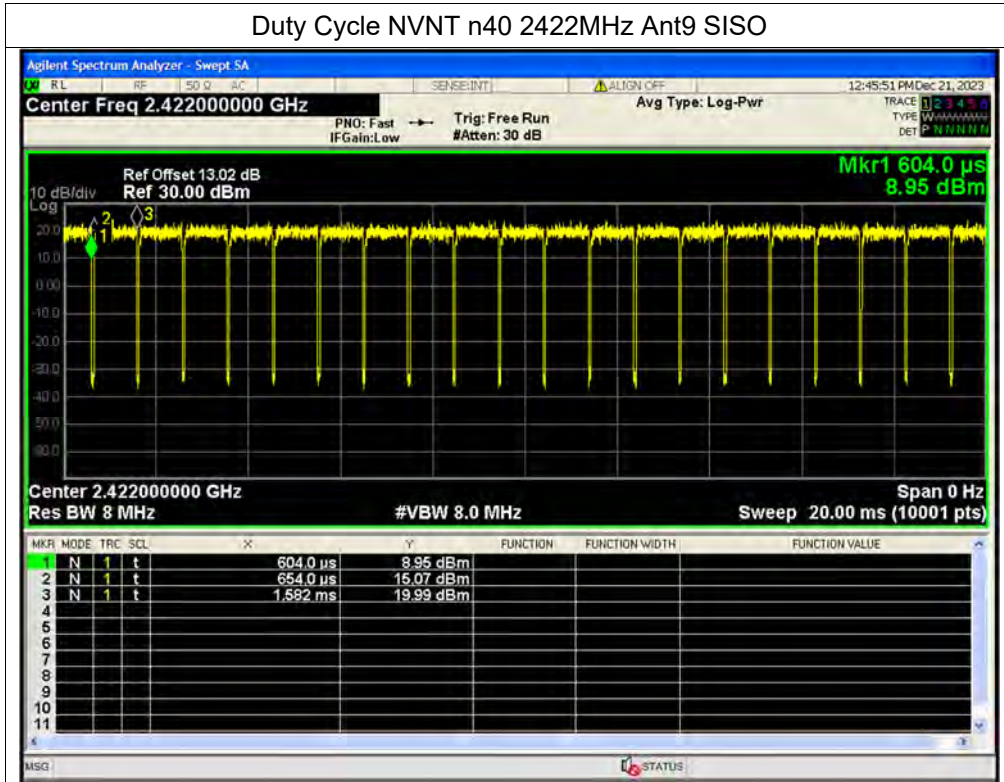 Duty Cycle NVNT n40 2422MHz Ant9 SISO
Agilent Spectrum Analyzer - Swept SA
RL RF 50 Ω AC SENSE:INT ALIGN OFF 12:45:51 PM Dec 21, 2023
Center Freq 2.422000000 GHz Avg Type: Log-Pwr TRACE 1 2 3 4 5 6
PNO: Fast Trig: Free Run TYPE W
IFGain:Low #Atten: 30 dB DET P N N N N N
Mkr1 604.0 µs
Ref Offset 13.02 dB
10 dB/div Ref 30.00 dBm 8.95 dBm
Log
2 3
20.0
1
10.0
0.00
-10.0
-20.0
-30.0
-40.0
-50.0
-60.0
Center 2.422000000 GHz Span 0 Hz
Res BW 8 MHz #VBW 8.0 MHz Sweep 20.00 ms (10001 pts)
MKR MODE TRC SCL X Y FUNCTION FUNCTION WIDTH FUNCTION VALUE
1 N 1 t 604.0 µs 8.95 dBm
2 N 1 t 654.0 µs 15.07 dBm
3 N 1 t 1.582 ms 19.99 dBm
4
5
6
7
8
9
10
11
MSG STATUS